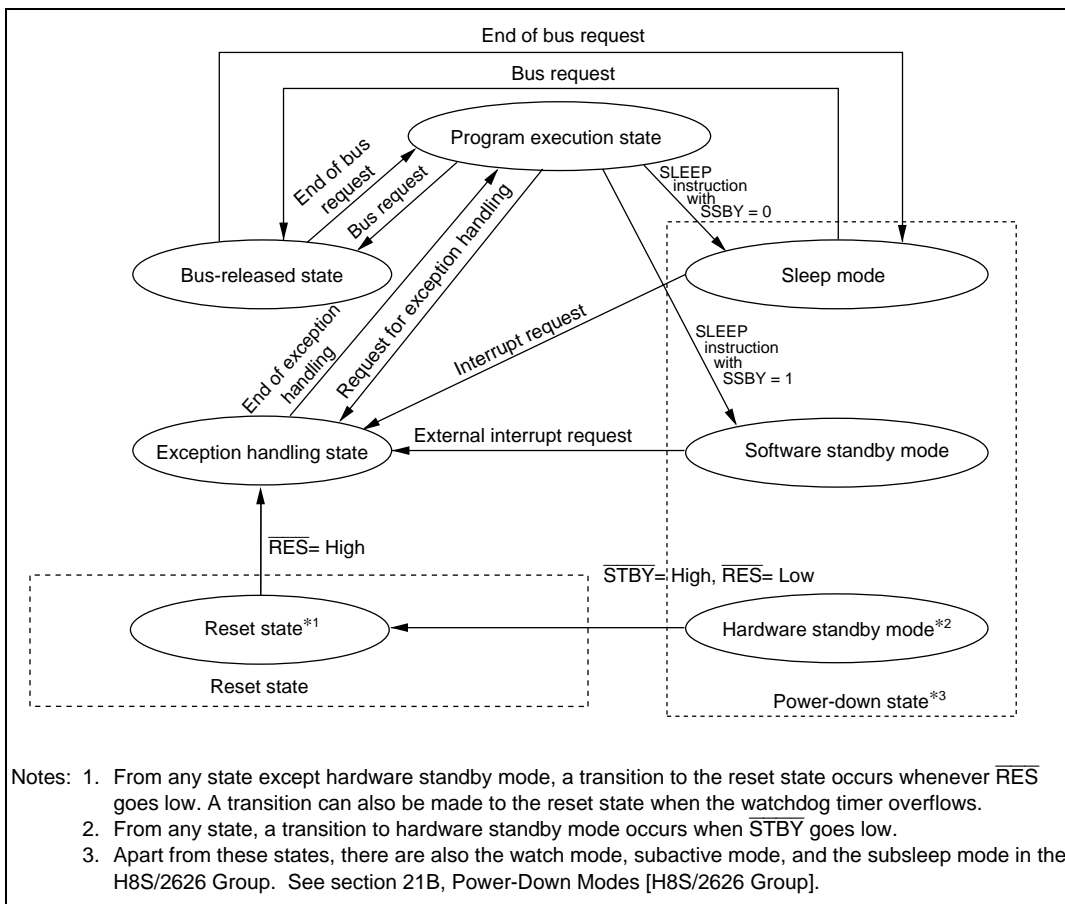 End of bus request
Bus request
Program execution state
End of bus
request
Bus request
SLEEP
instruction
with
SSBY = 0
Bus-released state
Sleep mode
End of exception
handling
Request for exception handling
Interrupt request
SLEEP
instruction
with
SSBY = 1
Exception handling state
External interrupt request
Software standby mode
R̅E̅S̅= High
S̅T̅B̅Y̅= High, R̅E̅S̅= Low
Reset state*1
Hardware standby mode*2
Reset state
Power-down state*3
Notes: 1. From any state except hardware standby mode, a transition to the reset state occurs whenever R̅E̅S̅
goes low. A transition can also be made to the reset state when the watchdog timer overflows.
2. From any state, a transition to hardware standby mode occurs when S̅T̅B̅Y̅ goes low.
3. Apart from these states, there are also the watch mode, subactive mode, and the subsleep mode in the
H8S/2626 Group. See section 21B, Power-Down Modes [H8S/2626 Group].